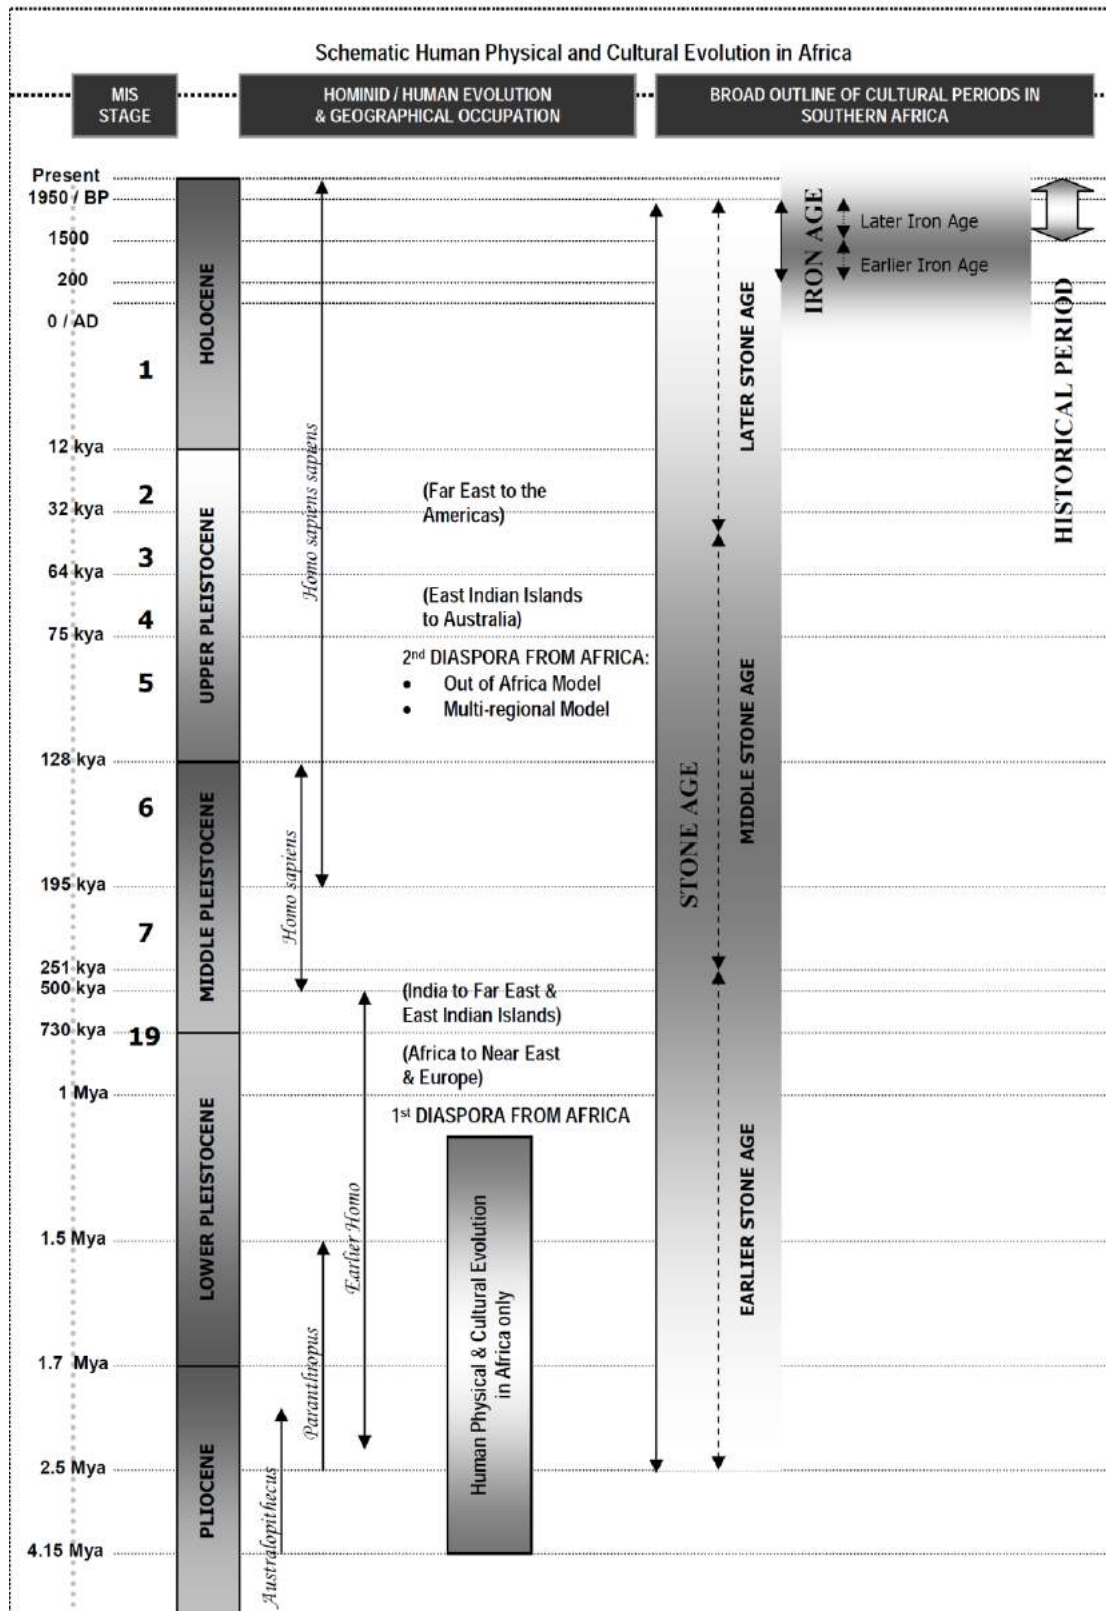 Schematic Human Physical and Cultural Evolution in Africa
MIS
STAGE
HOMINID / HUMAN EVOLUTION
& GEOGRAPHICAL OCCUPATION
BROAD OUTLINE OF CULTURAL PERIODS IN
SOUTHERN AFRICA
Present
1950 / BP
1500
200
0 / AD
12 kya
32 kya
64 kya
75 kya
128 kya
195 kya
251 kya
500 kya
730 kya
1 Mya
1.5 Mya
1.7 Mya
2.5 Mya
4.15 Mya
1
2
3
4
5
6
7
19
HOLOCENE
UPPER PLEISTOCENE
MIDDLE PLEISTOCENE
LOWER PLEISTOCENE
PLIOCENE
Homo sapiens sapiens
Homo sapiens
Earlier Homo
Paranthropus
Australopithecus
(Far East to the
Americas)
(East Indian Islands
to Australia)
2nd DIASPORA FROM AFRICA:
• Out of Africa Model
• Multi-regional Model
(India to Far East &
East Indian Islands)
(Africa to Near East
& Europe)
1st DIASPORA FROM AFRICA
Human Physical & Cultural Evolution
in Africa only
STONE AGE
LATER STONE AGE
MIDDLE STONE AGE
EARLIER STONE AGE
IRON AGE
Later Iron Age
Earlier Iron Age
HISTORICAL PERIOD